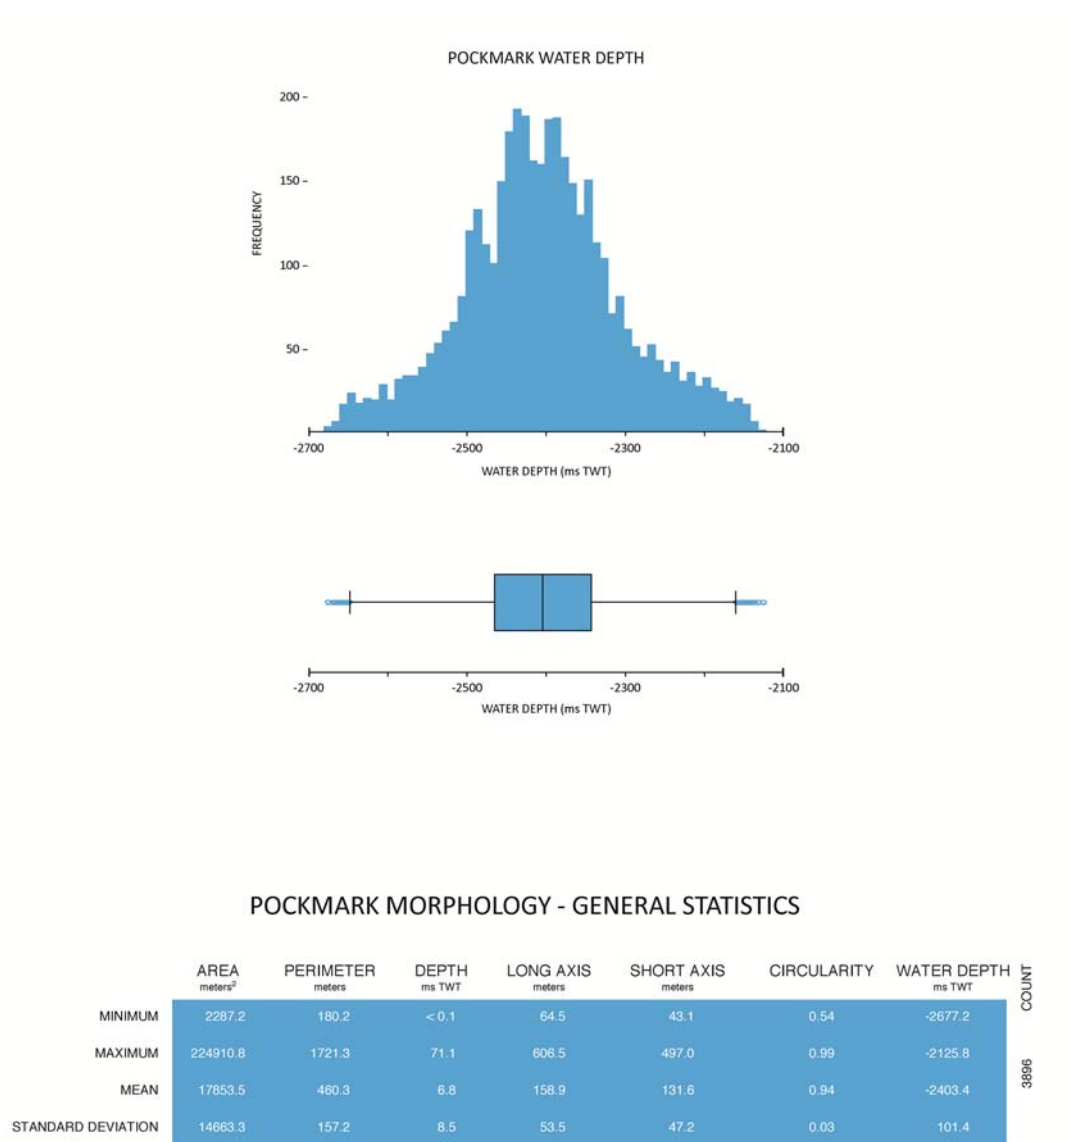 POCKMARK WATER DEPTH
200
150
100
50
FREQUENCY
-2700 -2500 -2300 -2100
WATER DEPTH (ms TWT)
-2700 -2500 -2300 -2100
WATER DEPTH (ms TWT)
POCKMARK MORPHOLOGY - GENERAL STATISTICS
AREA PERIMETER DEPTH LONG AXIS SHORT AXIS CIRCULARITY WATER DEPTH COUNT
meters² meters ms TWT meters meters ms TWT
MINIMUM 2287.2 180.2 < 0.1 64.5 43.1 0.54 -2677.2
MAXIMUM 224910.8 1721.3 71.1 606.5 497.0 0.99 -2125.8
MEAN 17853.5 460.3 6.8 158.9 131.6 0.94 -2403.4
STANDARD DEVIATION 14663.3 157.2 8.5 53.5 47.2 0.03 101.4
3896